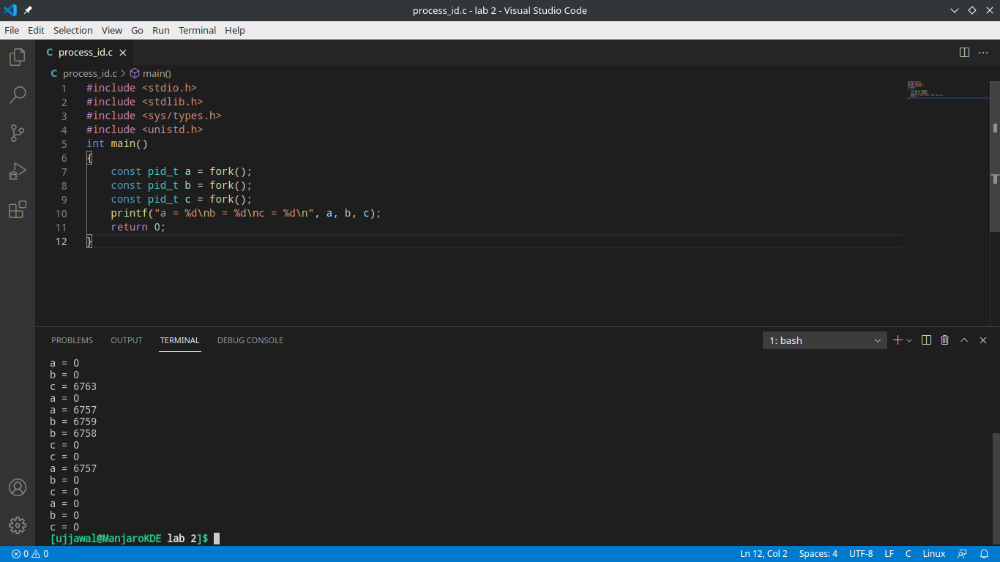 process_id.c - lab 2 - Visual Studio Code
File Edit Selection View Go Run Terminal Help
C process_id.c
C process_id.c > main()
1 #include <stdio.h>
2 #include <stdlib.h>
3 #include <sys/types.h>
4 #include <unistd.h>
5 int main()
6 {
7     const pid_t a = fork();
8     const pid_t b = fork();
9     const pid_t c = fork();
10     printf("a = %d\nb = %d\nc = %d\n", a, b, c);
11     return 0;
12 }
PROBLEMS OUTPUT TERMINAL DEBUG CONSOLE 1: bash
a = 0
b = 0
c = 6763
a = 0
a = 6757
b = 6759
b = 6758
c = 0
c = 0
a = 6757
b = 0
c = 0
a = 0
b = 0
c = 0
[ujjawal@ManjaroKDE lab 2]$
0 0 Ln 12, Col 2 Spaces: 4 UTF-8 LF C Linux